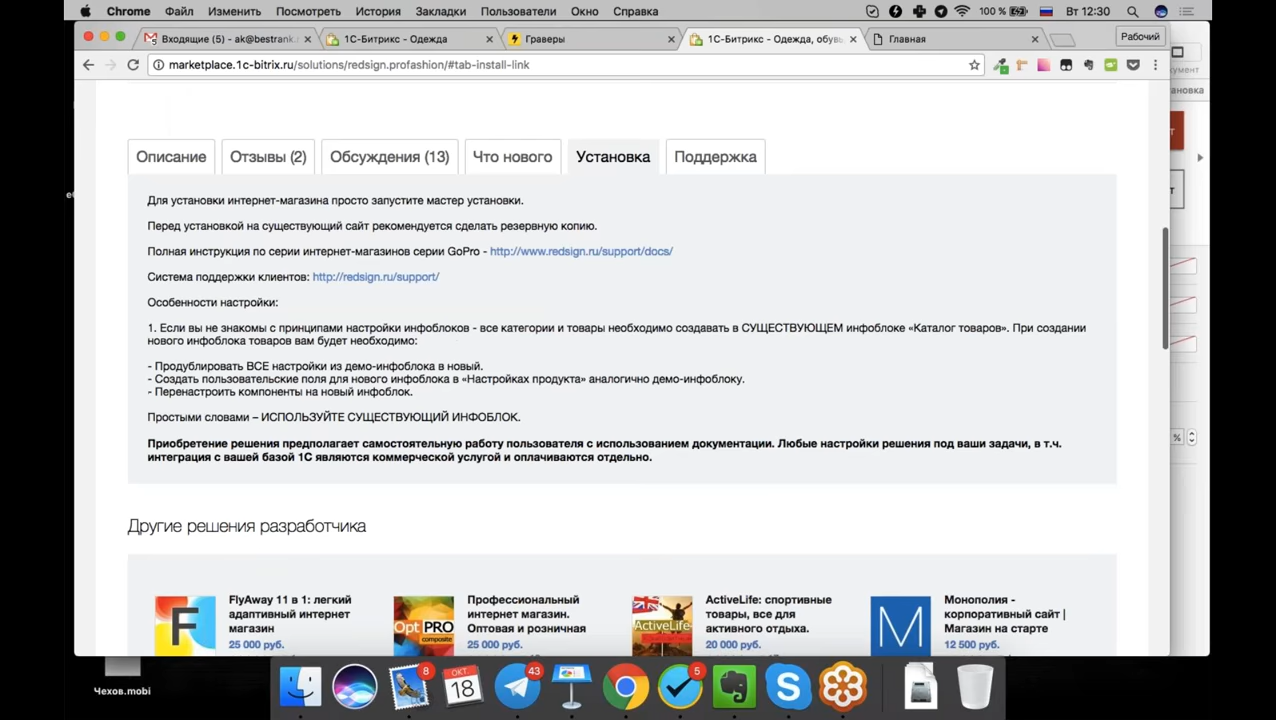 Chrome Файл Изменить Посмотреть История Закладки Пользователи Окно Справка 100 % Вт 12:30
Входящие (5) - ak@bestrank. 1С-Битрикс - Одежда Граверы 1С-Битрикс - Одежда, обувь Главная Рабочий
marketplace.1c-bitrix.ru/solutions/redsign.profashion/#tab-install-link
Описание Отзывы (2) Обсуждения (13) Что нового Установка Поддержка
Для установки интернет-магазина просто запустите мастер установки.
Перед установкой на существующий сайт рекомендуется сделать резервную копию.
Полная инструкция по серии интернет-магазинов серии GoPro - http://www.redsign.ru/support/docs/
Система поддержки клиентов: http://redsign.ru/support/
Особенности настройки:
1. Если вы не знакомы с принципами настройки инфоблоков - все категории и товары необходимо создавать в СУЩЕСТВУЮЩЕМ инфоблоке «Каталог товаров». При создании
нового инфоблока товаров вам будет необходимо:
- Продублировать ВСЕ настройки из демо-инфоблока в новый.
- Создать пользовательские поля для нового инфоблока в «Настройках продукта» аналогично демо-инфоблоку.
- Перенастроить компоненты на новый инфоблок.
Простыми словами – ИСПОЛЬЗУЙТЕ СУЩЕСТВУЮЩИЙ ИНФОБЛОК.
Приобретение решения предполагает самостоятельную работу пользователя с использованием документации. Любые настройки решения под ваши задачи, в т.ч.
интеграция с вашей базой 1С являются коммерческой услугой и оплачиваются отдельно.
Другие решения разработчика
FlyAway 11 в 1: легкий
адаптивный интернет
магазин
25 000 руб.
OptPRO
composite
Профессиональный
интернет магазин.
Оптовая и розничная
25 000 руб.
ActiveLife
ActiveLife: спортивные
товары, все для
активного отдыха.
20 000 руб.
M
Монополия -
корпоративный сайт |
Магазин на старте
12 500 руб.
%
Чехов.mobi
8
ОКТ
18
43
5